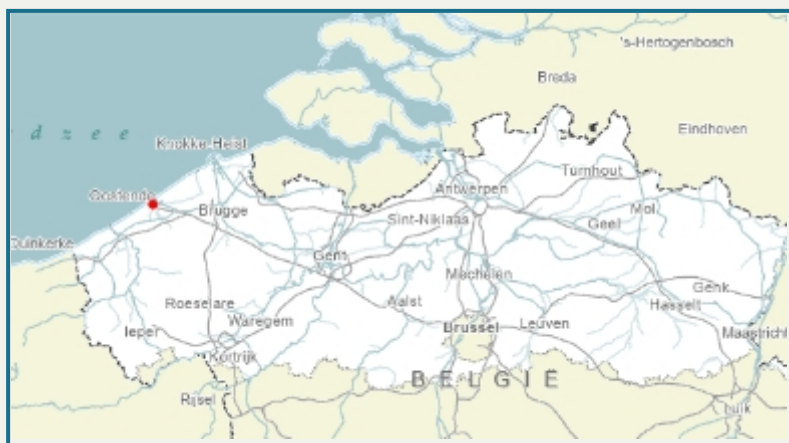 's-Hertogenbosch
Breda
d z e e
Eindhoven
Knokke-Heist
Turnhout
Oostende
Antwerpen
Brugge
Mol
Sint-Niklaas
Geel
Duinkerke
Gent
Mechelen
Genk
Roeselare
Aalst
Hasselt
Waregem
Ieper
Brussel
Leuven
Maastricht
Kortrijk
BELGIË
Rijsel
Luik